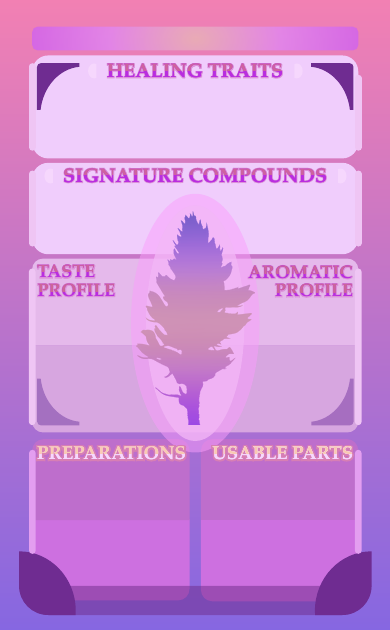 HEALING TRAITS
SIGNATURE COMPOUNDS
TASTE
PROFILE
AROMATIC
PROFILE
PREPARATIONS
USABLE PARTS